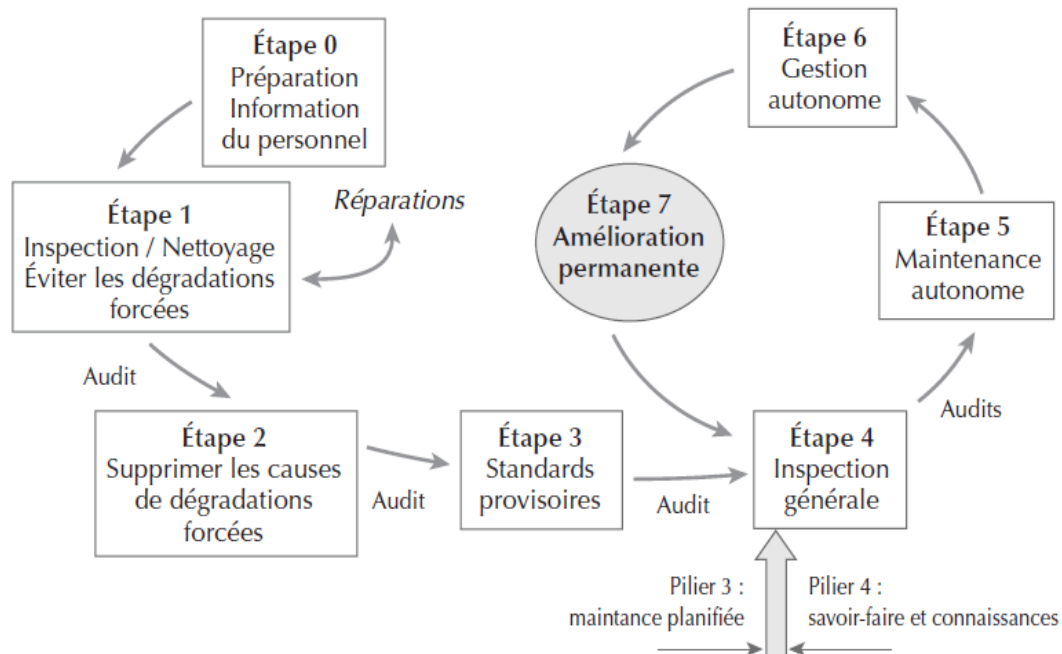 Étape 0
Préparation
Information
du personnel
Étape 1
Inspection / Nettoyage
Éviter les dégradations
forcées
Réparations
Audit
Étape 2
Supprimer les causes
de dégradations
forcées
Audit
Étape 3
Standards
provisoires
Audit
Étape 4
Inspection
générale
Pilier 3 :
maintance planifiée
Pilier 4 :
savoir-faire et connaissances
Audits
Étape 5
Maintenance
autonome
Étape 6
Gestion
autonome
Étape 7
Amélioration
permanente